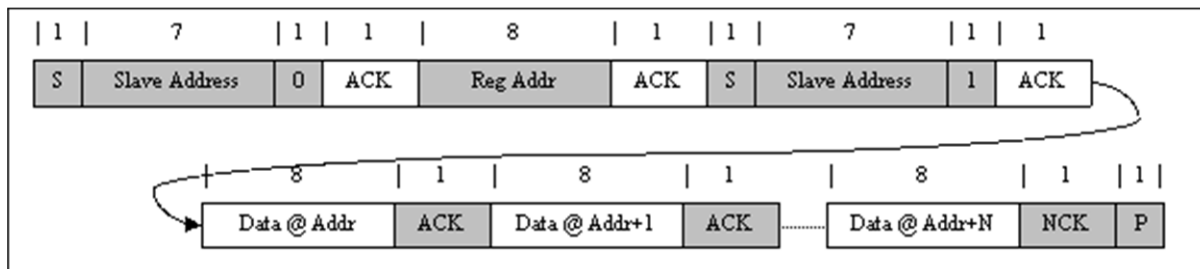 | 1 | 7 | 1 | 1 | 8 | 1 | 1 | 7 | 1 | 1
S Slave Address 0 ACK Reg Addr ACK S Slave Address 1 ACK
| 8 | 1 | 8 | 1 | 8 | 1 | 1 |
Data @ Addr ACK Data @ Addr+1 ACK ........ Data @ Addr+N NCK P